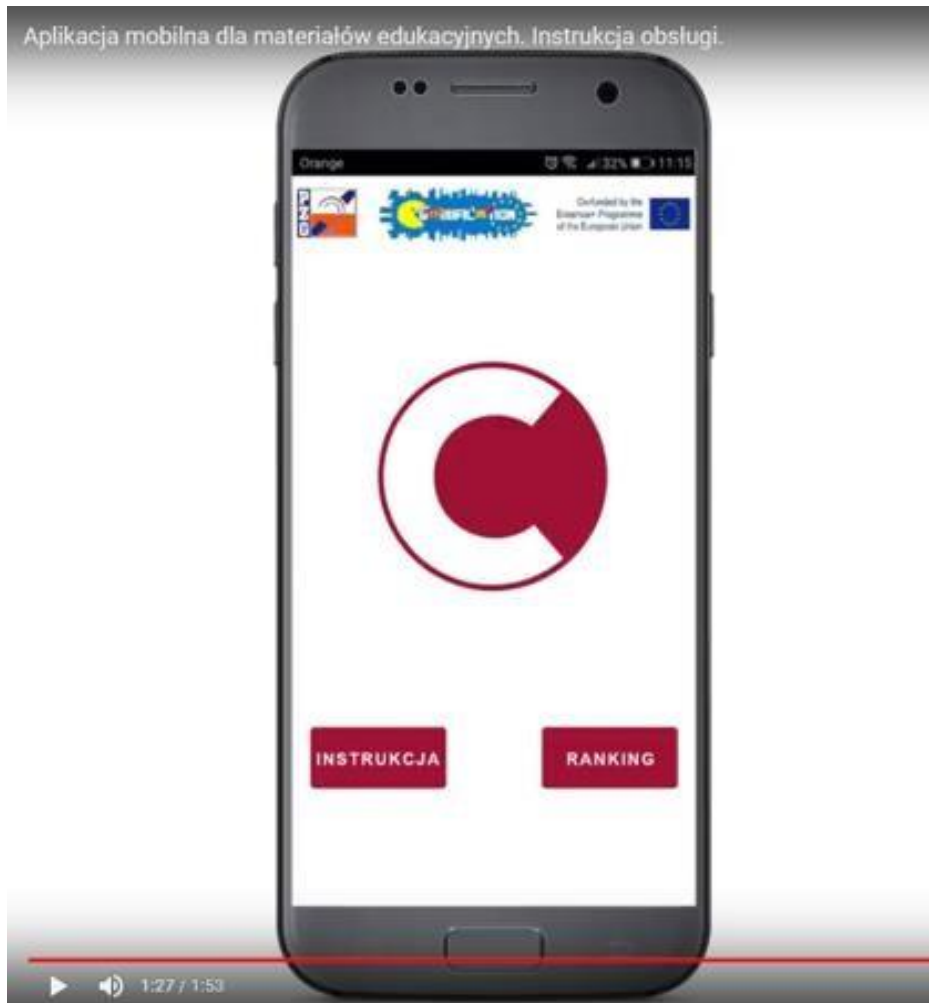 Aplikacja mobilna dla materiałów edukacyjnych. Instrukcja obsługi.
Orange
32% 11:15
Co-funded by the
Erasmus+ Programme
of the European Union
INSTRUKCJA
RANKING
1:27 / 1:53